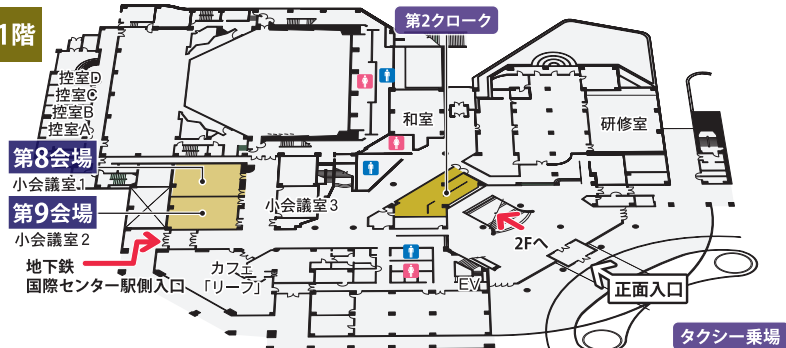 1階
第2クローク
控室D
控室C
控室B
控室A
和室
研修室
第8会場
小会議室1
第9会場
小会議室2
小会議室3
2Fへ
地下鉄
国際センター駅側入口
カフェ
「リーフ」
EV
正面入口
タクシー乗場